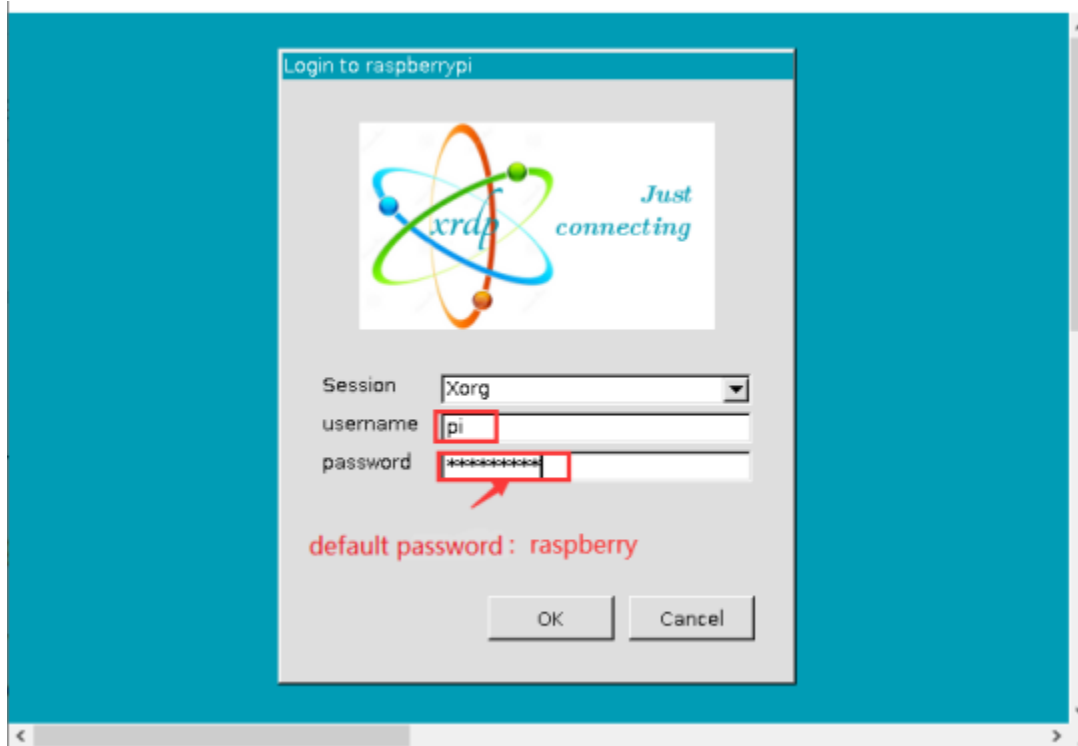 Login to raspberrypi
xrdp
Just
connecting
Session Xorg
username pi
password *********
default password： raspberry
OK Cancel